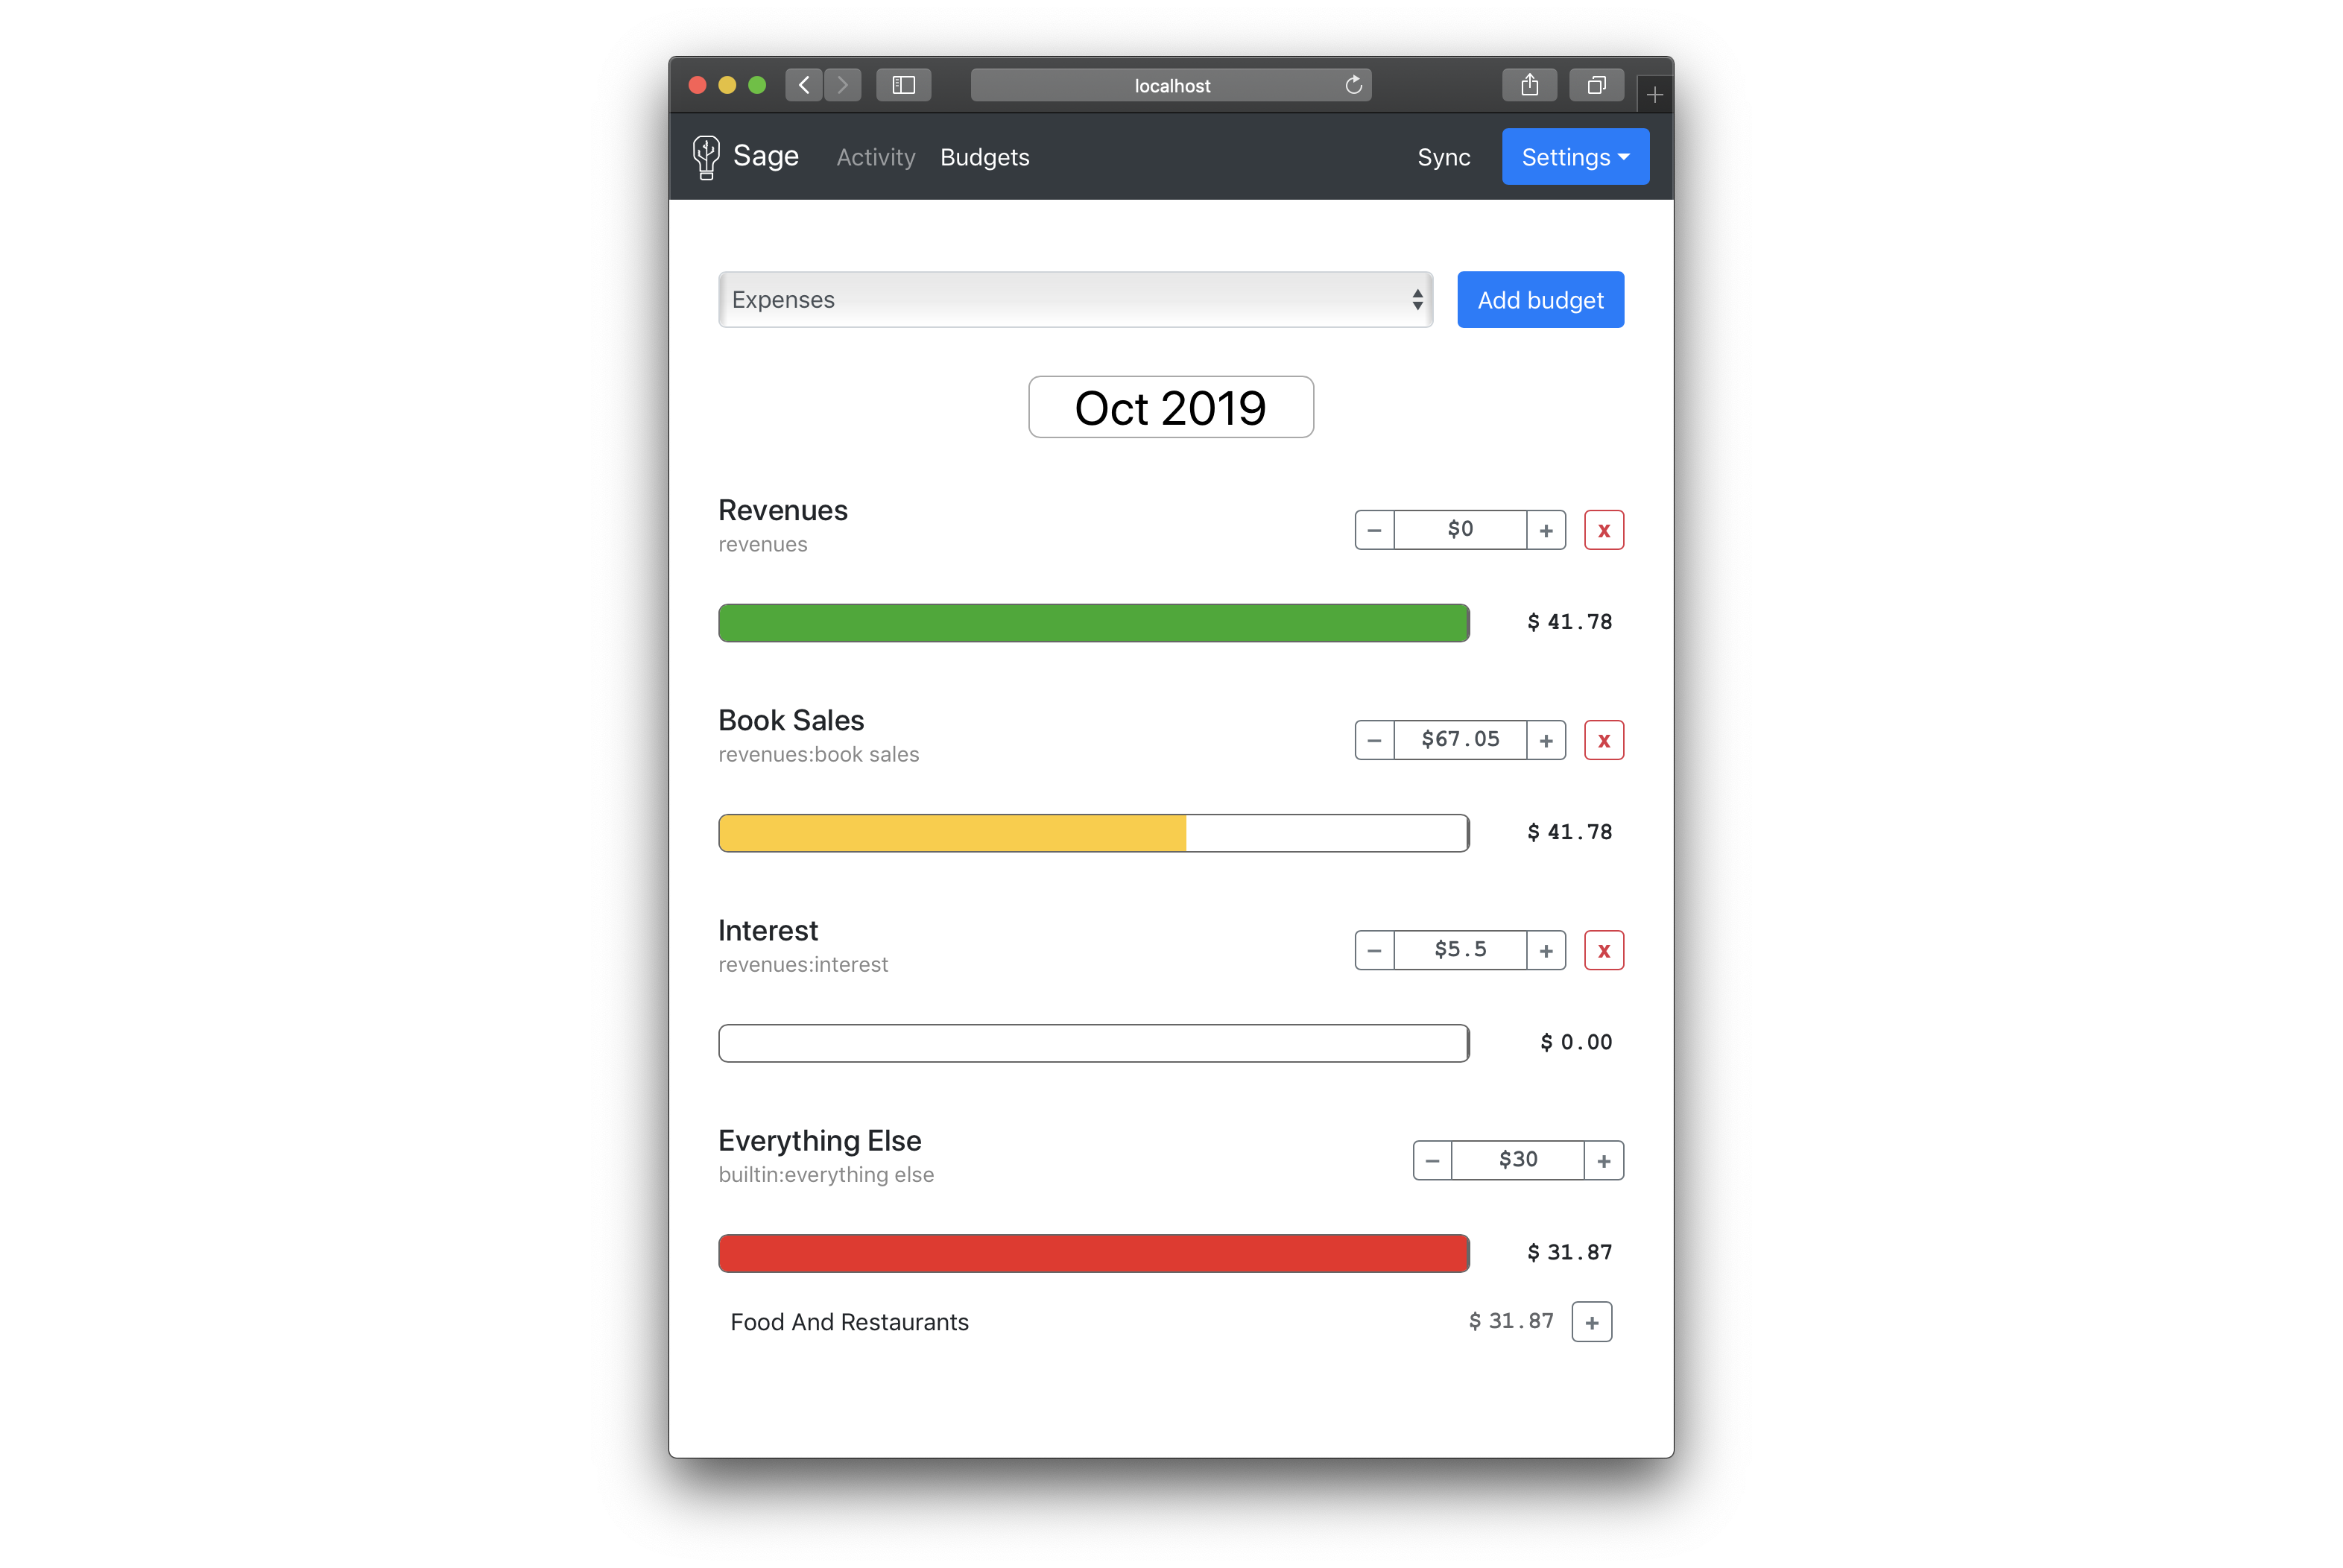 localhost
Sage Activity Budgets Sync Settings
Expenses Add budget
Oct 2019
Revenues
revenues
− $0 + x
$ 41.78
Book Sales
revenues:book sales
− $67.05 + x
$ 41.78
Interest
revenues:interest
− $5.5 + x
$ 0.00
Everything Else
builtin:everything else
− $30 +
$ 31.87
Food And Restaurants $ 31.87 +